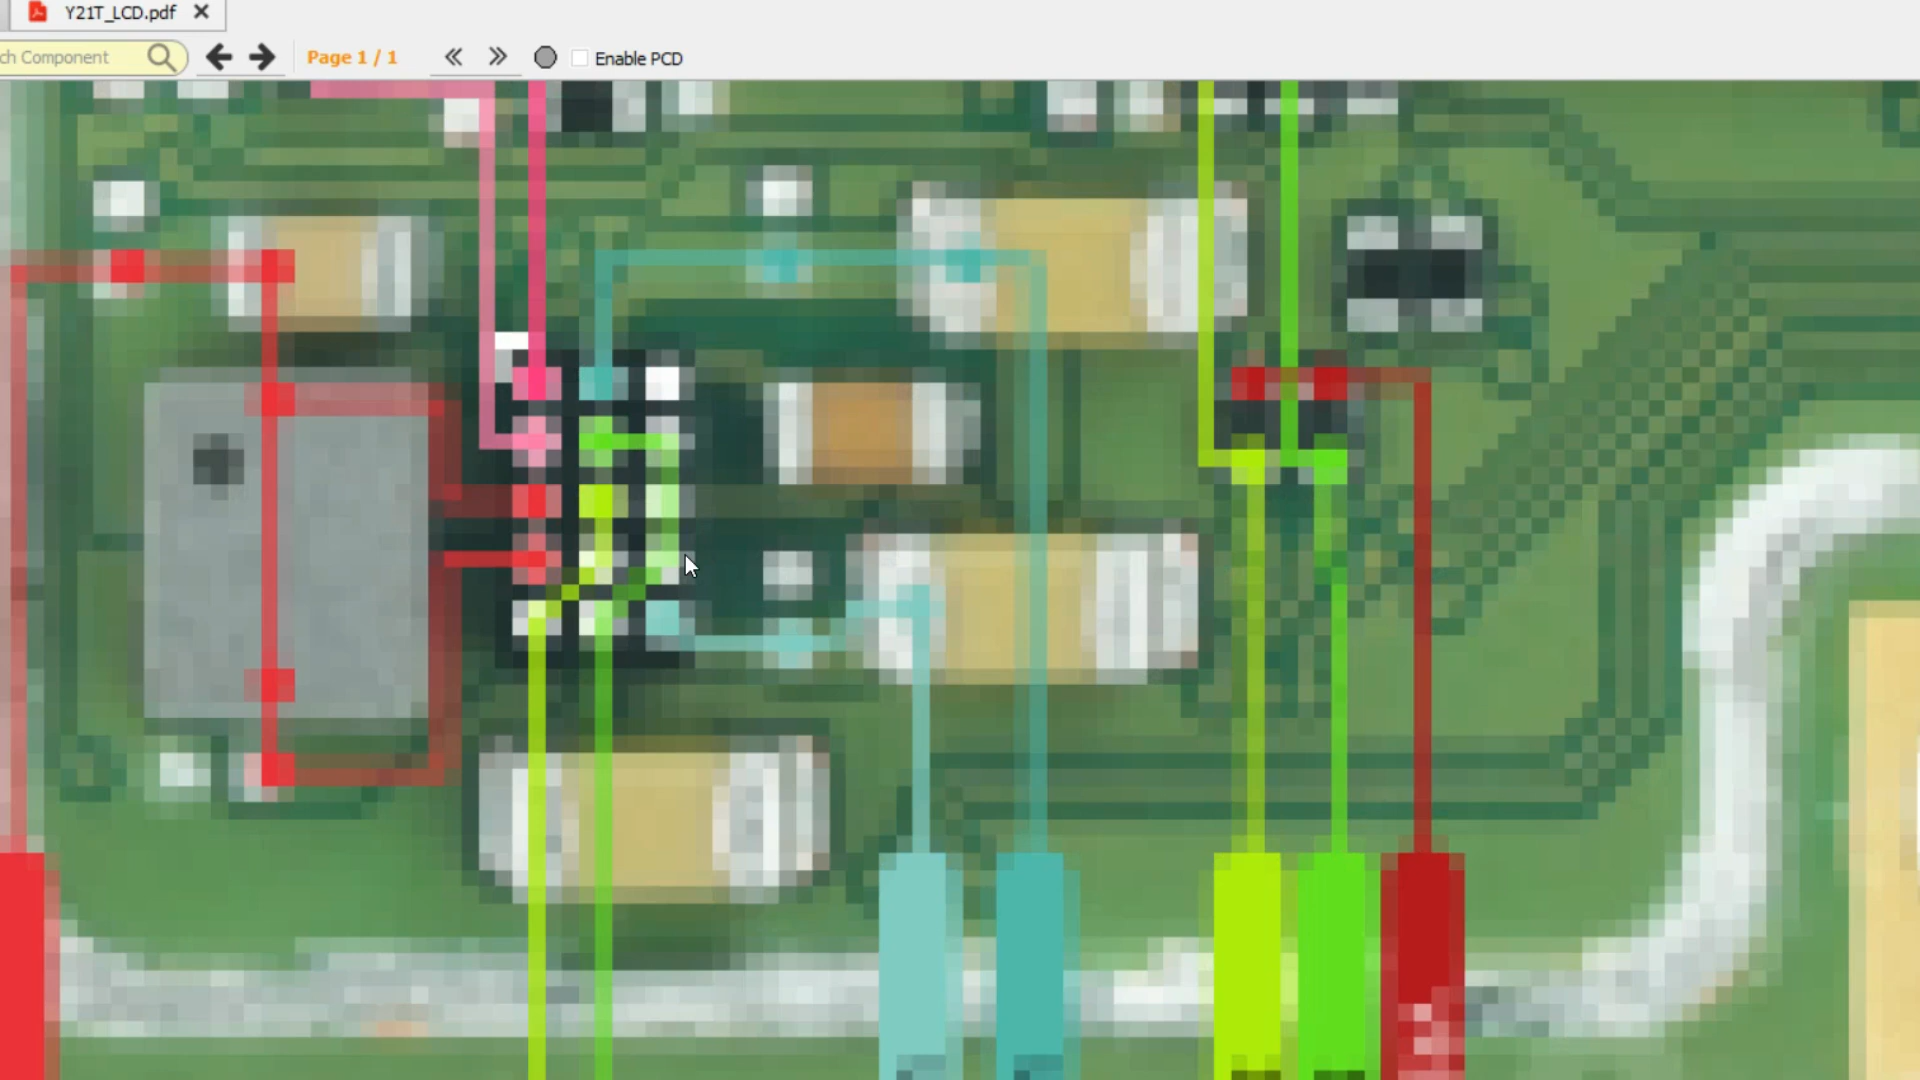 Y21T_LCD.pdf
ch Component
Page 1 / 1
Enable PCD